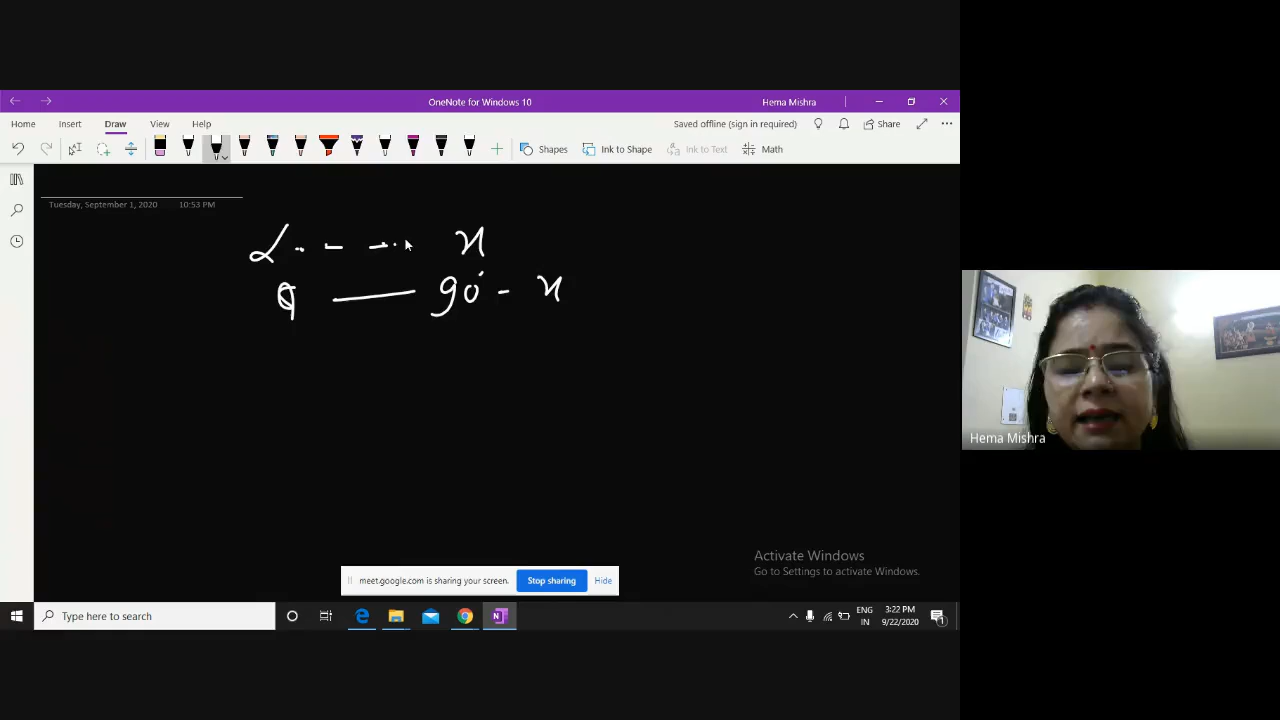 OneNote for Windows 10
Hema Mishra
Home Insert Draw View Help
Saved offline (sign in required)
Share
Shapes Ink to Shape Ink to Text Math
Tuesday, September 1, 2020 10:53 PM
x
90° - x
Hema Mishra
Activate Windows
Go to Settings to activate Windows.
meet.google.com is sharing your screen. Stop sharing Hide
Type here to search
ENG
IN
3:22 PM
9/22/2020
1